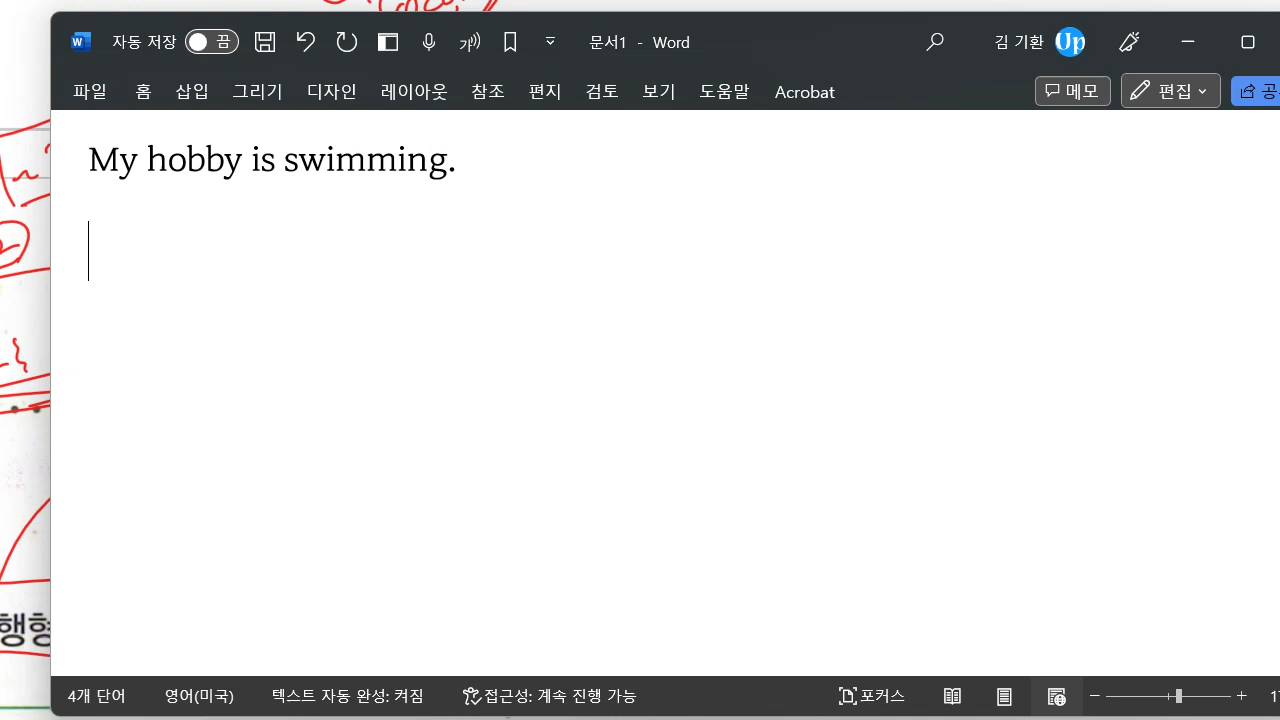 자동 저장 끔 가 문서1 - Word 김 기환 Up
파일 홈 삽입 그리기 디자인 레이아웃 참조 편지 검토 보기 도움말 Acrobat 메모 편집
My hobby is swimming.
행형
4개 단어 영어(미국) 텍스트 자동 완성: 켜짐 접근성: 계속 진행 가능 포커스